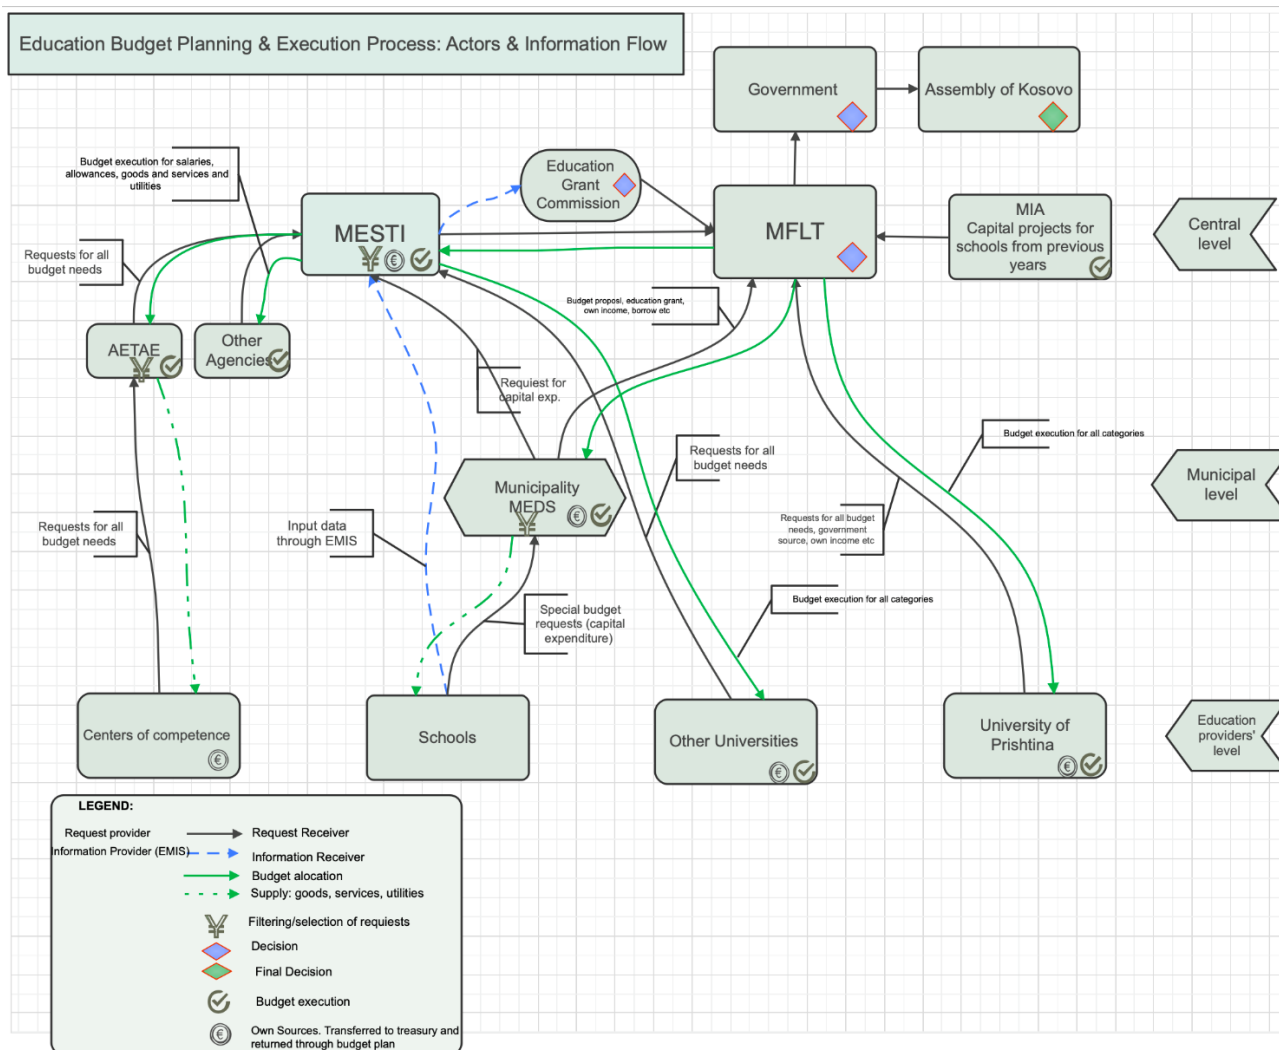 Education Budget Planning & Execution Process: Actors & Information Flow
Government
Assembly of Kosovo
Budget execution for salaries,
allowances, goods and services and
utilities
Education
Grant
Commission
MESTI
MFLT
MIA
Capital projects for
schools from previous
years
Central
level
Requests for all
budget needs
Budget proposi, education grant,
own income, borrow etc
AETAE
Other
Agencies
Requiest for
capital exp.
Budget execution for all categories
Requests for all
budget needs
Municipality
MEDS
Municipal
level
Requests for all
budget needs
Input data
through EMIS
Requests for all budget
needs, government
source, own income etc
Special budget
requests (capital
expenditure)
Budget execution for all categories
Centers of competence
Schools
Other Universities
University of
Prishtina
Education
providers'
level
LEGEND:
Request provider
Request Receiver
Information Provider (EMIS)
Information Receiver
Budget alocation
Supply: goods, services, utilities
Filtering/selection of requiests
Decision
Final Decision
Budget execution
Own Sources. Transferred to treasury and
returned through budget plan